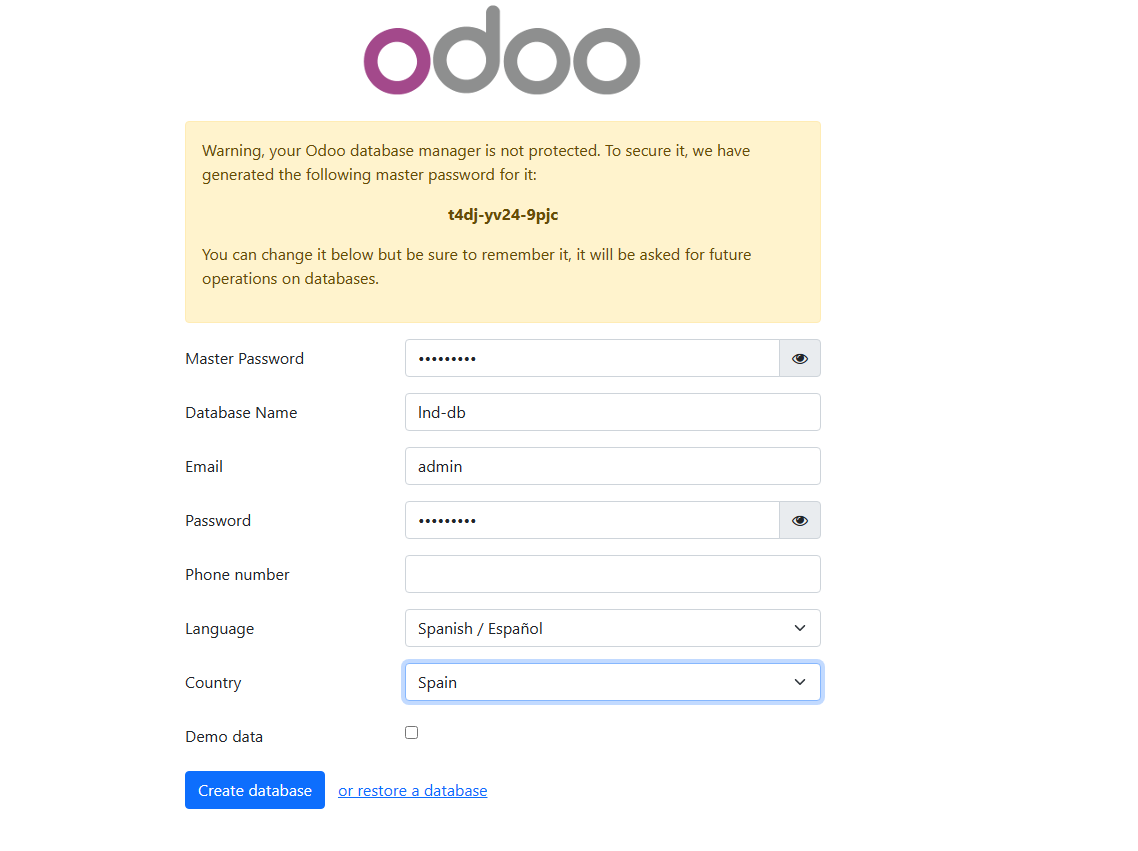 odoo
Warning, your Odoo database manager is not protected. To secure it, we have
generated the following master password for it:
t4dj-yv24-9pjc
You can change it below but be sure to remember it, it will be asked for future
operations on databases.
Master Password •••••••••
Database Name lnd-db
Email admin
Password •••••••••
Phone number
Language Spanish / Español
Country Spain
Demo data
Create database or restore a database